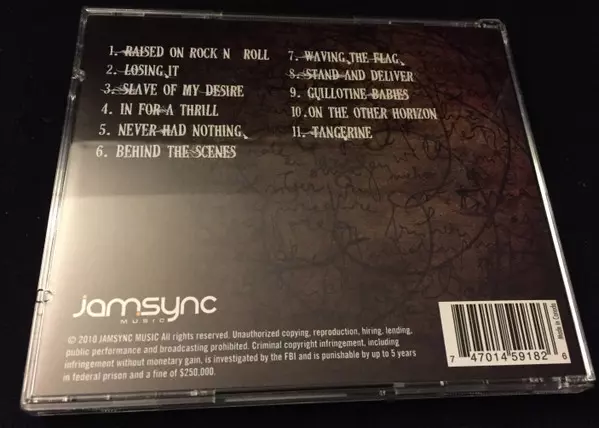 1. RAISED ON ROCK N ROLL
2. LOSING IT
3. SLAVE OF MY DESIRE
4. IN FOR A THRILL
5. NEVER HAD NOTHING
6. BEHIND THE SCENES
7. WAVING THE FLAG
8. STAND AND DELIVER
9. GUILLOTINE BABIES
10. ON THE OTHER HORIZON
11. TANGERINE
jamsync
MUSIC
© 2010 JAMSYNC MUSIC All rights reserved. Unauthorized copying, reproduction, hiring, lending,
public performance and broadcasting prohibited. Criminal copyright infringement, including
infringement without monetary gain, is investigated by the FBI and is punishable by up to 5 years
in federal prison and a fine of $250,000.
7 47014 59182 6
Made in Canada